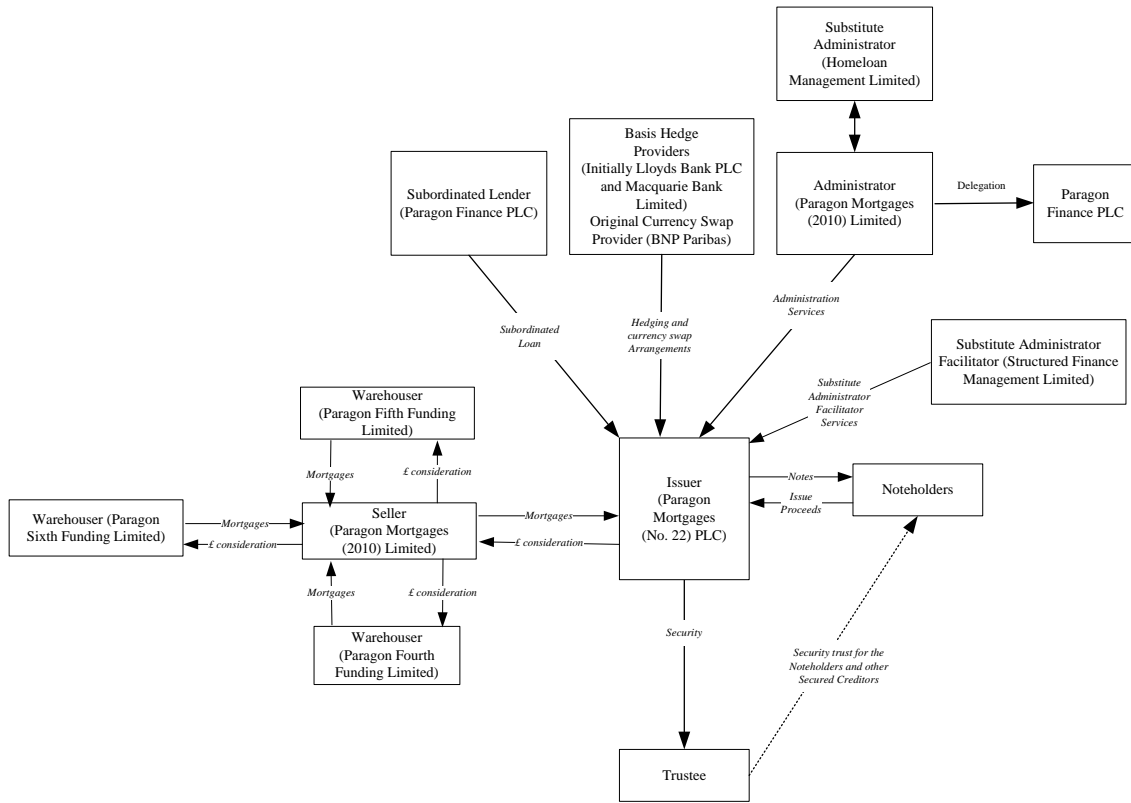 Substitute
Administrator
(Homeloan
Management Limited)
Basis Hedge
Providers
(Initially Lloyds Bank PLC
and Macquarie Bank
Limited)
Original Currency Swap
Provider (BNP Paribas)
Subordinated Lender
(Paragon Finance PLC)
Administrator
(Paragon Mortgages
(2010) Limited)
Delegation
Paragon
Finance PLC
Subordinated
Loan
Hedging and
currency swap
Arrangements
Administration
Services
Substitute Administrator
Facilitator (Structured Finance
Management Limited)
Substitute
Administrator
Facilitator
Services
Warehouser
(Paragon Fifth Funding
Limited)
Mortgages
£ consideration
Warehouser (Paragon
Sixth Funding Limited)
Mortgages
£ consideration
Seller
(Paragon Mortgages
(2010) Limited)
Mortgages
£ consideration
Issuer
(Paragon
Mortgages
(No. 22) PLC)
Notes
Issue
Proceeds
Noteholders
Mortgages
£ consideration
Warehouser
(Paragon Fourth
Funding Limited)
Security
Security trust for the
Noteholders and other
Secured Creditors
Trustee